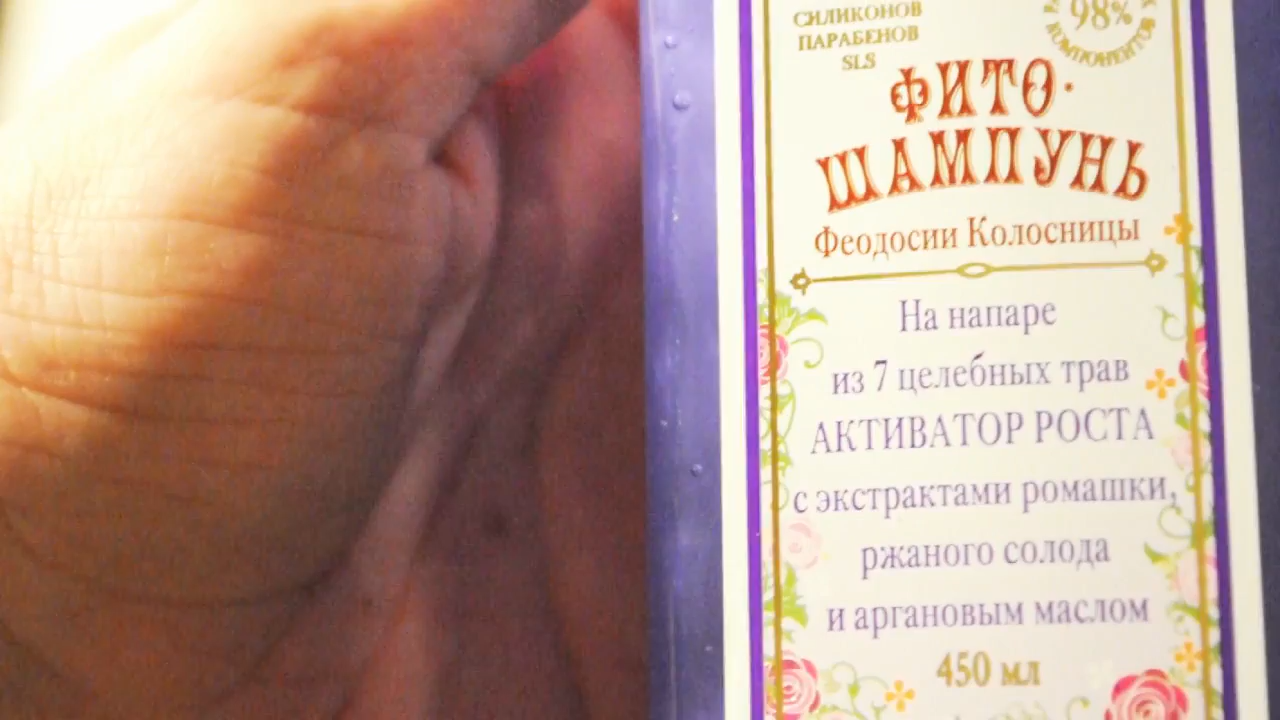 СИЛИКОНОВ
ПАРАБЕНОВ
SLS
98%
КОМПОНЕНТОВ
ФИТО-
ШАМПУНЬ
Феодосии Колосницы
На напаре
из 7 целебных трав
АКТИВАТОР РОСТА
с экстрактами ромашки,
ржаного солода
и аргановым маслом
450 мл